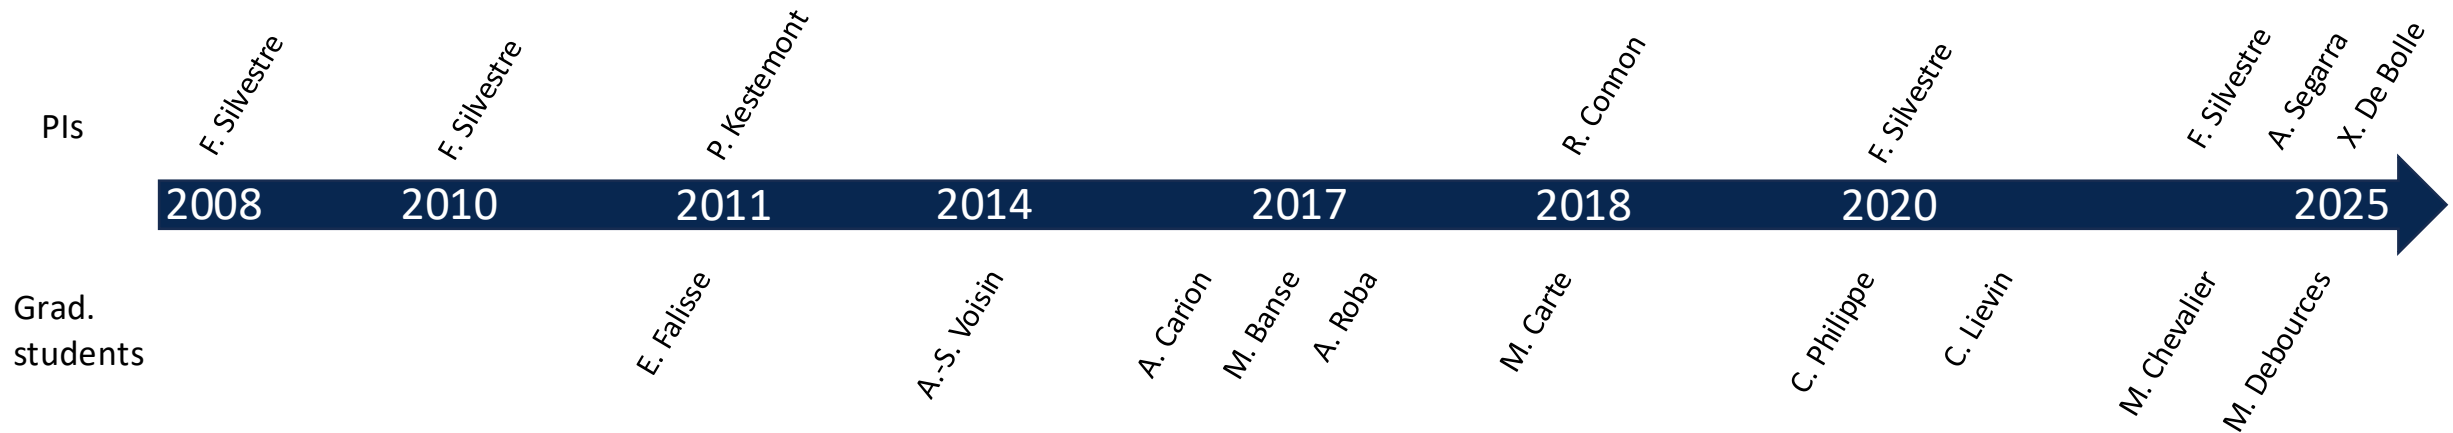 PIs
F. Silvestre
F. Silvestre
P. Kestemont
R. Connon
F. Silvestre
F. Silvestre
A. Segarra
X. De Bolle
2008
2010
2011
2014
2017
2018
2020
2025
Grad.
students
E. Falisse
A.-S. Voisin
A. Carion
M. Banse
A. Roba
M. Carte
C. Philippe
C. Lievin
M. Chevalier
M. Debources